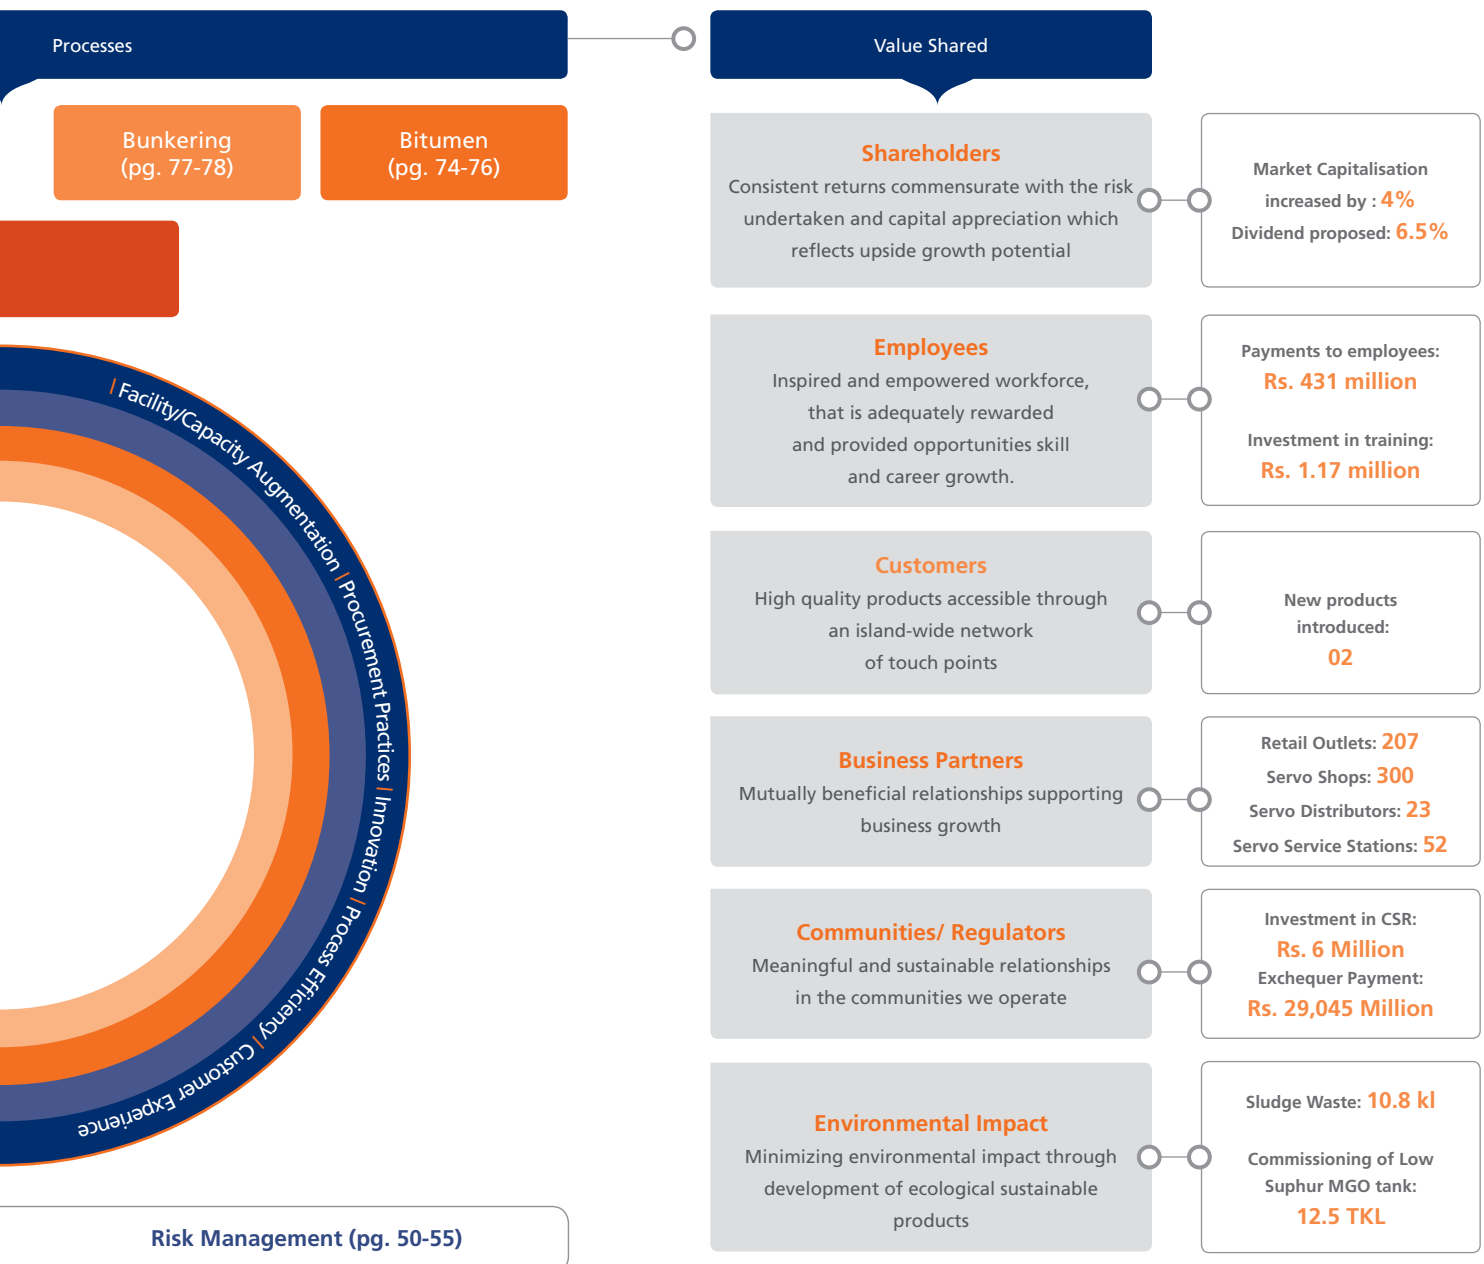 Processes
Bunkering
(pg. 77-78)
Bitumen
(pg. 74-76)
| Facility/Capacity Augmentation | Procurement Practices | Innovation | Process Efficiency | Customer Experience
Risk Management (pg. 50-55)
Value Shared
Shareholders
Consistent returns commensurate with the risk
undertaken and capital appreciation which
reflects upside growth potential
Market Capitalisation
increased by : 4%
Dividend proposed: 6.5%
Employees
Inspired and empowered workforce,
that is adequately rewarded
and provided opportunities skill
and career growth.
Payments to employees:
Rs. 431 million
Investment in training:
Rs. 1.17 million
Customers
High quality products accessible through
an island-wide network
of touch points
New products
introduced:
02
Business Partners
Mutually beneficial relationships supporting
business growth
Retail Outlets: 207
Servo Shops: 300
Servo Distributors: 23
Servo Service Stations: 52
Communities/ Regulators
Meaningful and sustainable relationships
in the communities we operate
Investment in CSR:
Rs. 6 Million
Exchequer Payment:
Rs. 29,045 Million
Environmental Impact
Minimizing environmental impact through
development of ecological sustainable
products
Sludge Waste: 10.8 kl
Commissioning of Low
Suphur MGO tank:
12.5 TKL